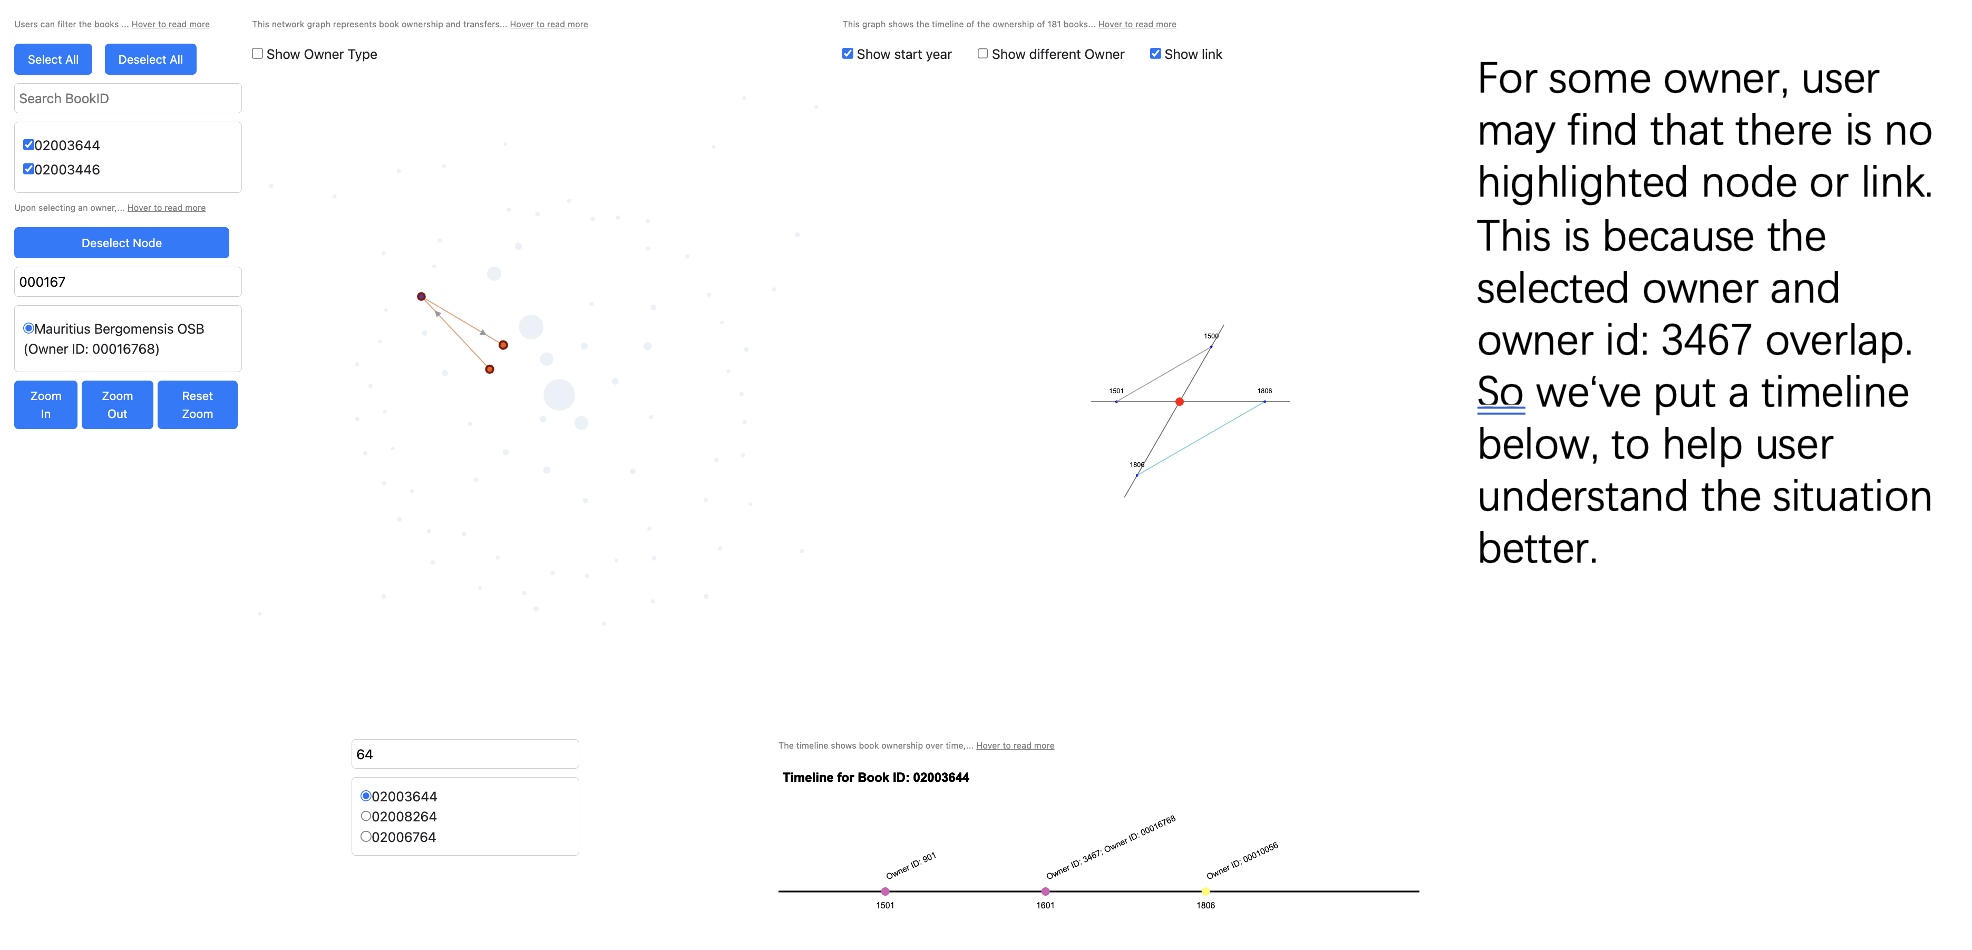 Users can filter the books ... Hover to read more
Select All
Deselect All
Search BookID
02003644
02003446
Upon selecting an owner,... Hover to read more
Deselect Node
000167
Mauritius Bergomensis OSB
(Owner ID: 00016768)
Zoom
In
Zoom
Out
Reset
Zoom
This network graph represents book ownership and transfers... Hover to read more
Show Owner Type
This graph shows the timeline of the ownership of 181 books... Hover to read more
Show start year
Show different Owner
Show link
1500
1501
1806
1806
For some owner, user
may find that there is no
highlighted node or link.
This is because the
selected owner and
owner id: 3467 overlap.
So we‘ve put a timeline
below, to help user
understand the situation
better.
64
02003644
02008264
02006764
The timeline shows book ownership over time,... Hover to read more
Timeline for Book ID: 02003644
Owner ID: 901
Owner ID: 3467; Owner ID: 00016768
Owner ID: 00010056
1501
1601
1806